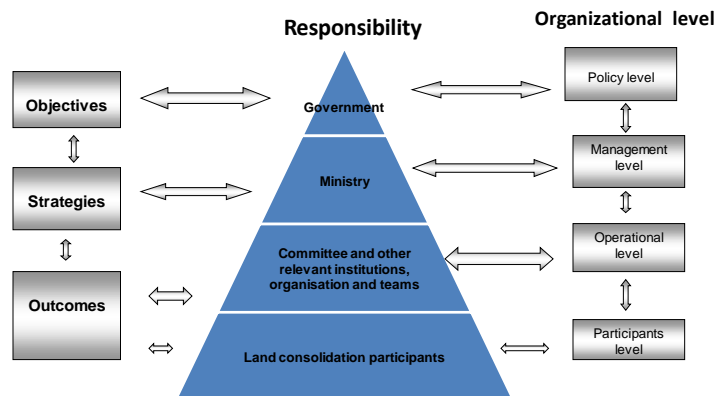 Responsibility
Organizational level
Objectives
Strategies
Outcomes
Government
Ministry
Committee and other
relevant institutions,
organisation and teams
Land consolidation participants
Policy level
Management
level
Operational
level
Participants
level